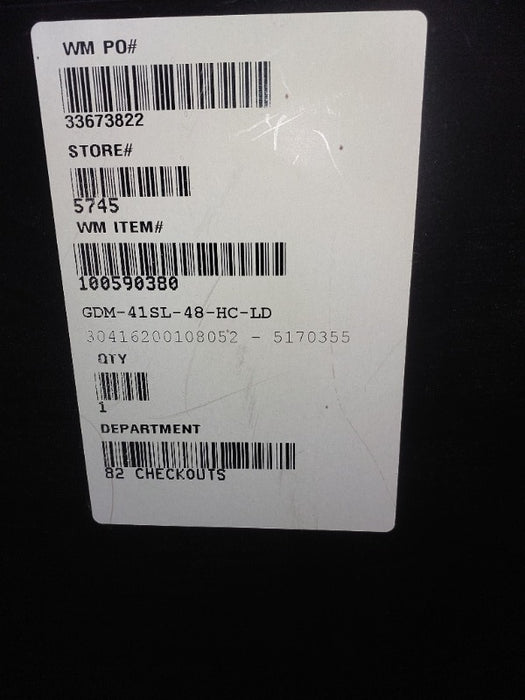 WM PO#
33673822
STORE#
5745
WM ITEM#
100590380
GDM-41SL-48-HC-LD
30416200108052 - 5170355
QTY
1
DEPARTMENT
82 CHECKOUTS